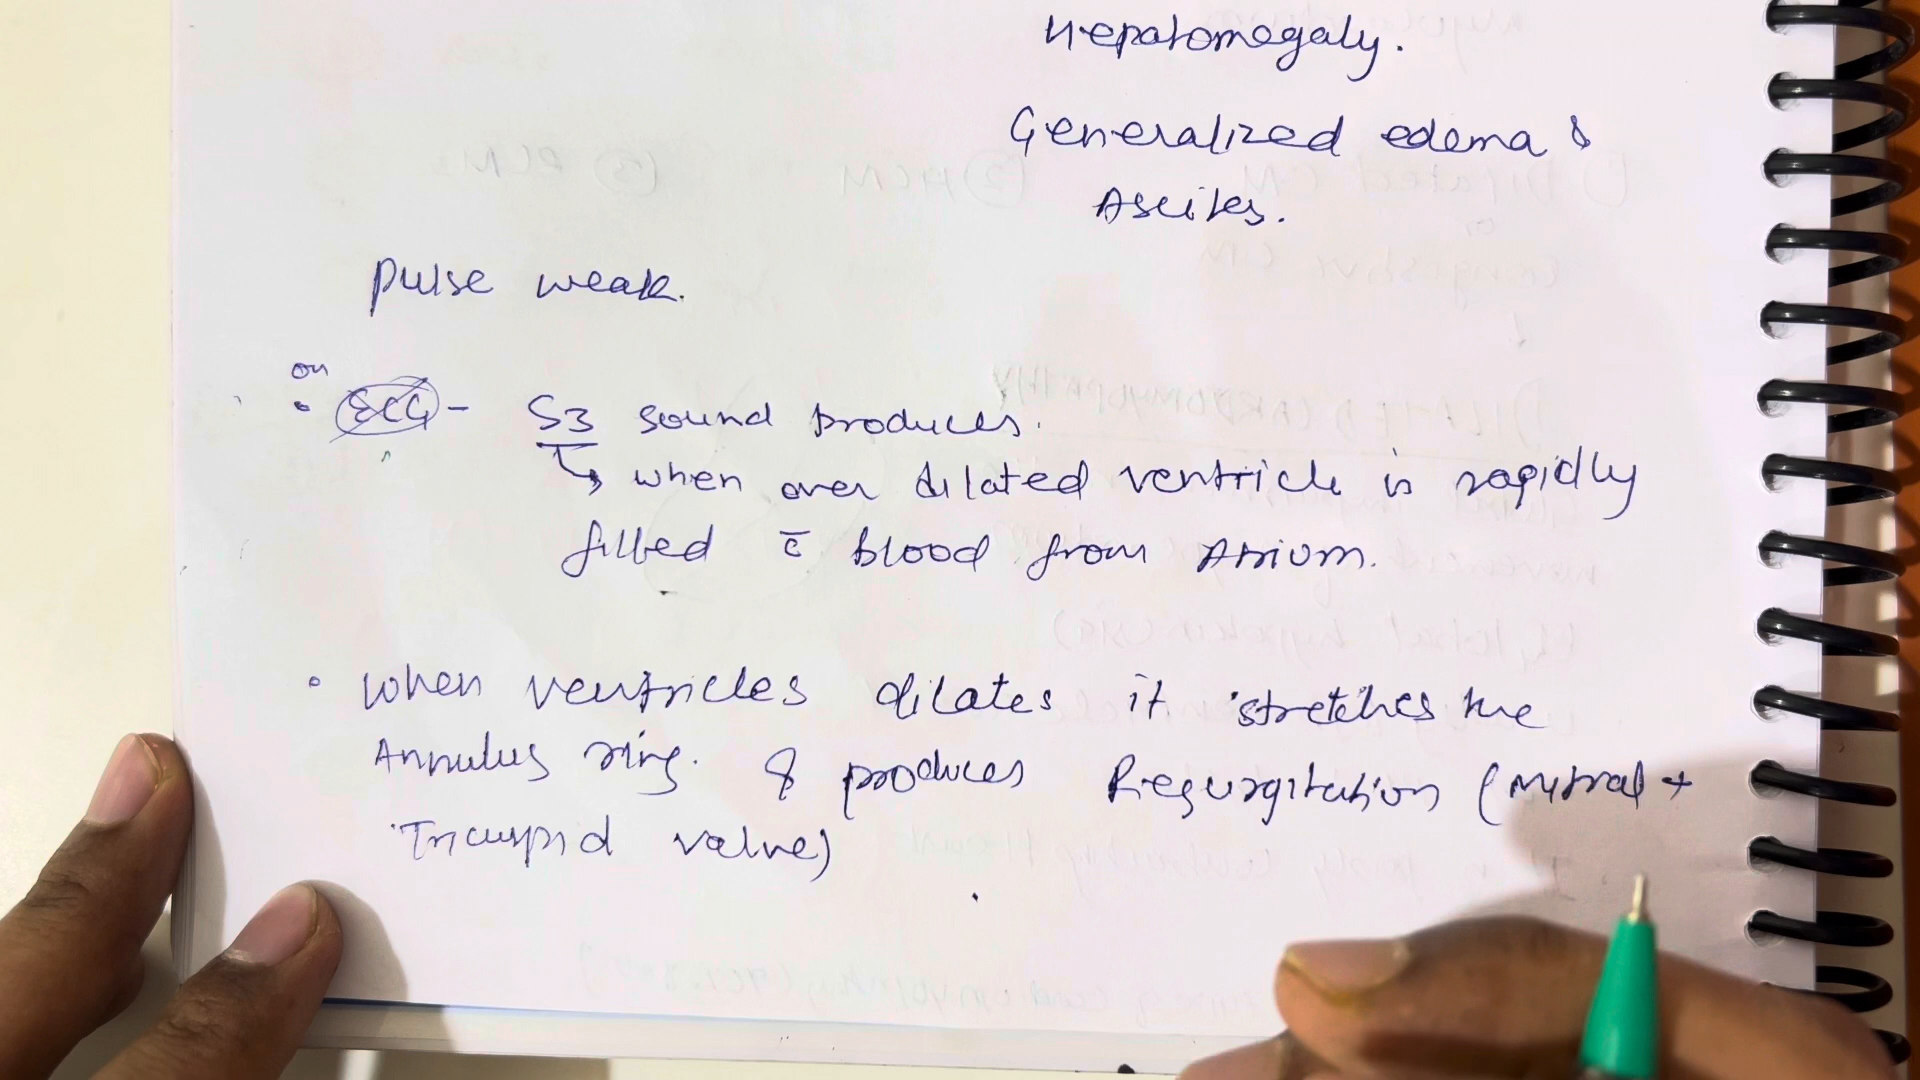 Hepatomegaly.
Generalized edema &
Ascites.
Pulse weak.
on
• ECG - S3 sound produces.
↳ when over dilated ventricle is rapidly
filled c̄ blood from Atrium.
• When ventricles dilates it stretches the
Annulus ring. & produces Regurgitation (mitral +
Tricuspid valve)